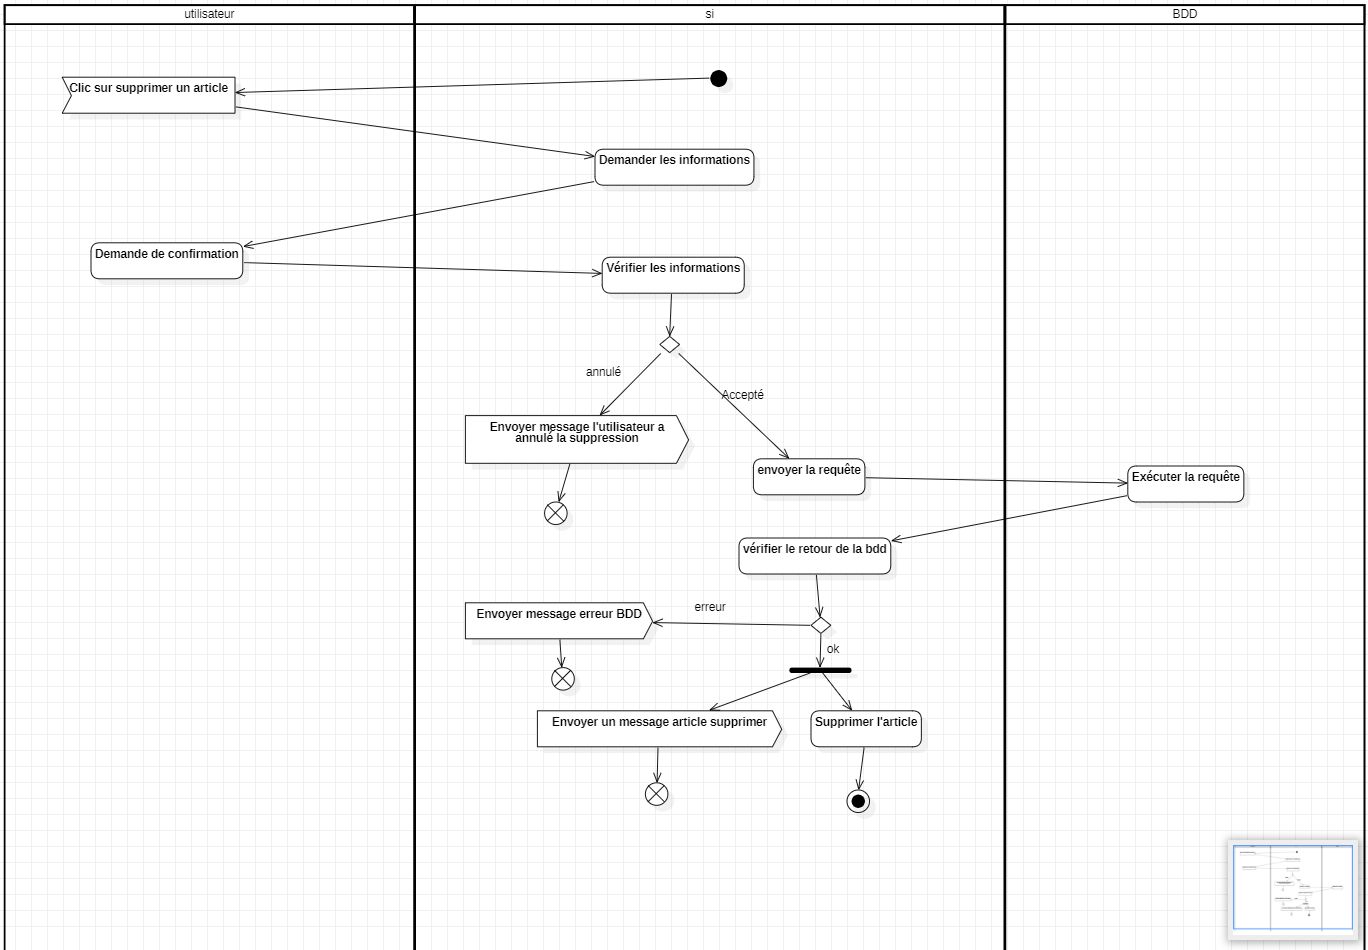 utilisateur
si
BDD
Clic sur supprimer un article
Demander les informations
Demande de confirmation
Vérifier les informations
annulé
Accepté
Envoyer message l'utilisateur a
annulé la suppression
envoyer la requête
Exécuter la requête
vérifier le retour de la bdd
erreur
Envoyer message erreur BDD
ok
Envoyer un message article supprimer
Supprimer l'article